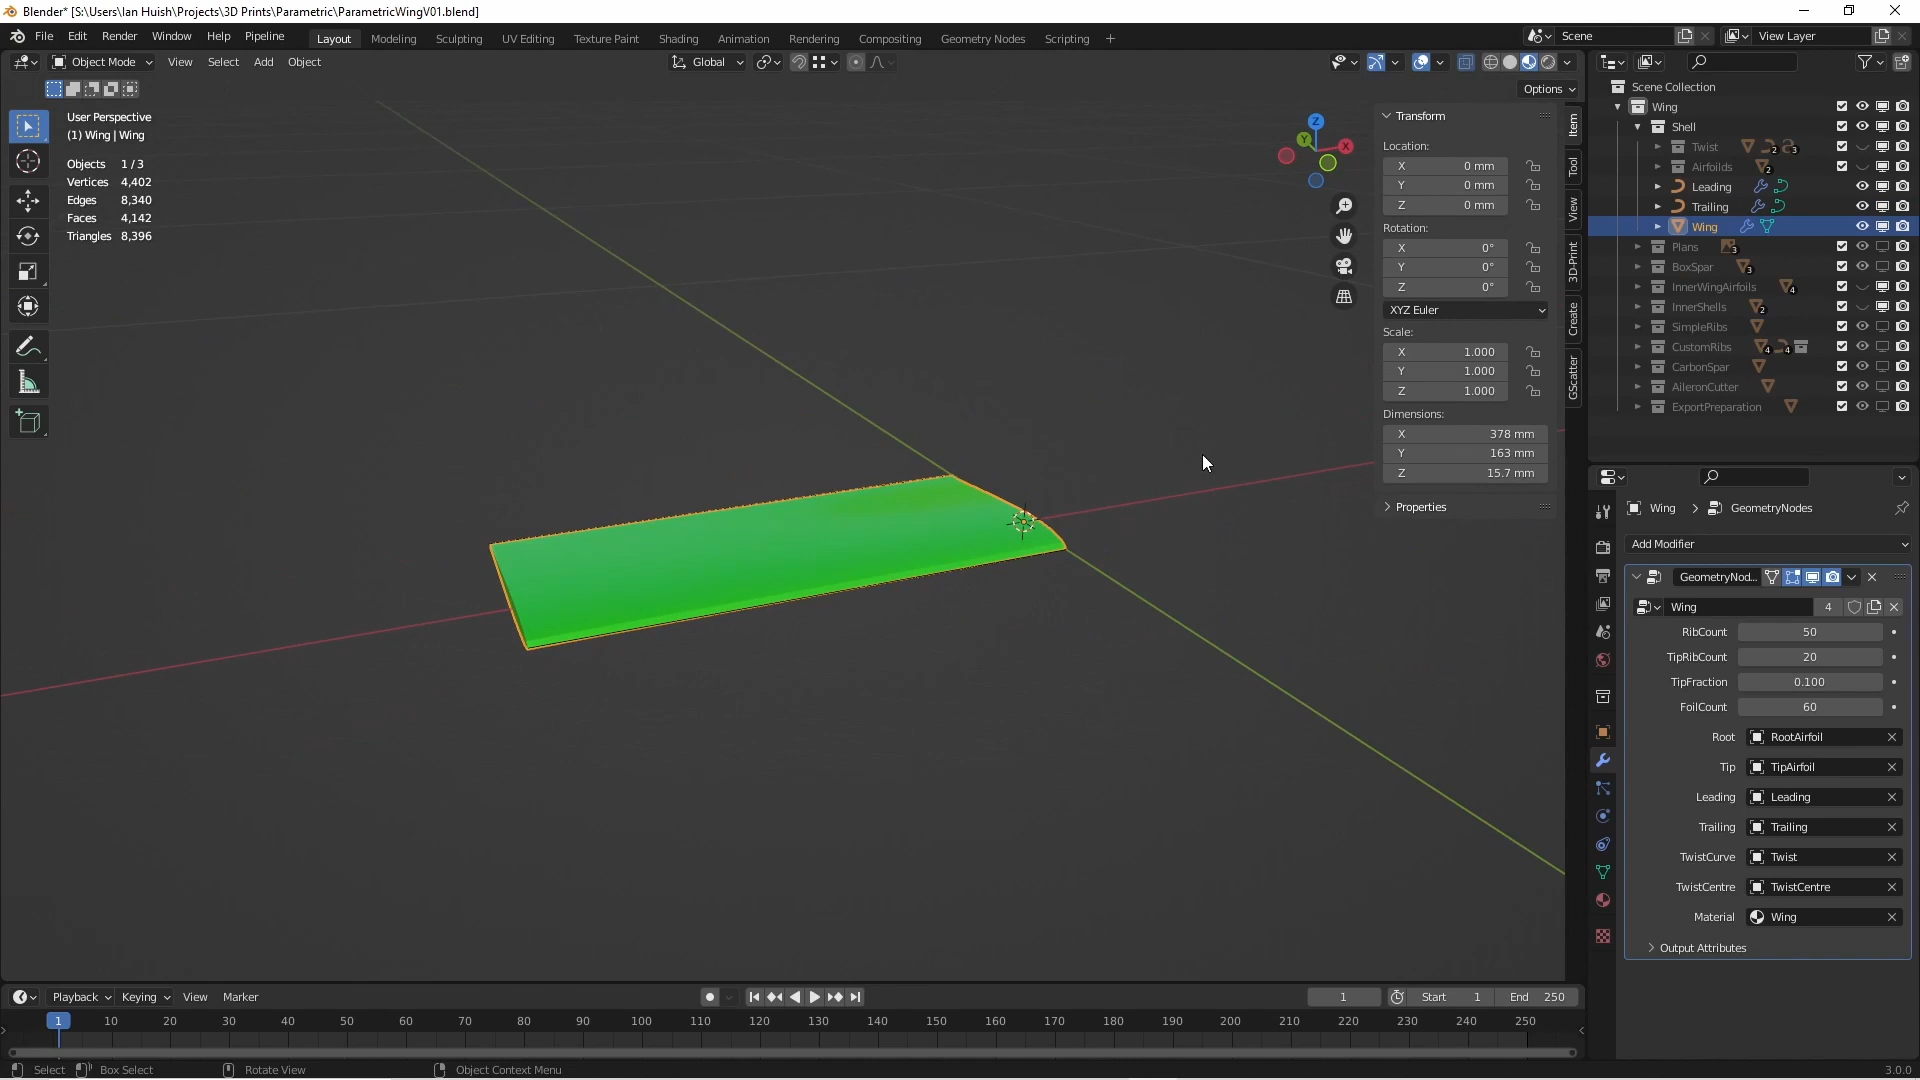 Blender* [S:\Users\Ian Huish\Projects\3D Prints\Parametric\ParametricWingV01.blend]
File Edit Render Window Help Pipeline Layout Modeling Sculpting UV Editing Texture Paint Shading Animation Rendering Compositing Geometry Nodes Scripting + Scene View Layer
Object Mode View Select Add Object Global
Options
User Perspective
(1) Wing | Wing
Objects 1 / 3
Vertices 4,402
Edges 8,340
Faces 4,142
Triangles 8,396
Z
Y
X
Transform
Location:
X 0 mm
Y 0 mm
Z 0 mm
Rotation:
X 0°
Y 0°
Z 0°
XYZ Euler
Scale:
X 1.000
Y 1.000
Z 1.000
Dimensions:
X 378 mm
Y 163 mm
Z 15.7 mm
Properties
Item
Tool
View
3D-Print
Create
GScatter
Scene Collection
Wing
Shell
Twist 2 3
Airfoilds 2
Leading
Trailing
Wing
Plans 3
BoxSpar 3
InnerWingAirfoils 4
InnerShells 2
SimpleRibs
CustomRibs 4 4
CarbonSpar
AileronCutter
ExportPreparation
Wing > GeometryNodes
Add Modifier
GeometryNod...
Wing 4
RibCount 50
TipRibCount 20
TipFraction 0.100
FoilCount 60
Root RootAirfoil
Tip TipAirfoil
Leading Leading
Trailing Trailing
TwistCurve Twist
TwistCentre TwistCentre
Material Wing
Output Attributes
Playback Keying View Marker 1 Start 1 End 250
1 10 20 30 40 50 60 70 80 90 100 110 120 130 140 150 160 170 180 190 200 210 220 230 240 250
Select Box Select Rotate View Object Context Menu 3.0.0